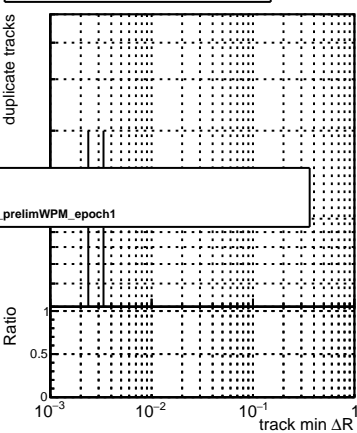 duplicate tracks
_prelimWPM_epoch1
Ratio
1
0.5
0
10⁻³ 10⁻² 10⁻¹ 1
track min ΔR